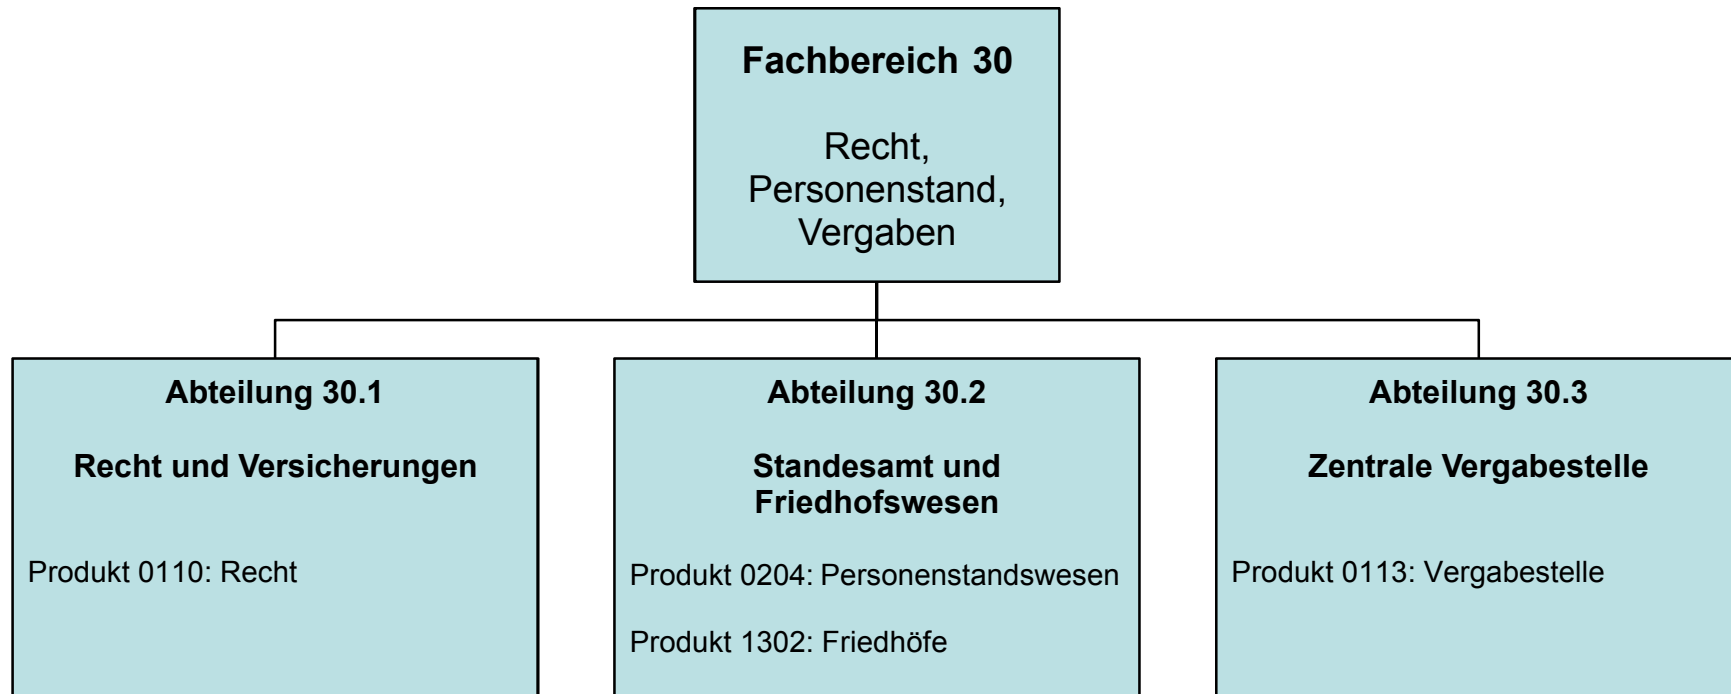 Fachbereich 30
Recht,
Personenstand,
Vergaben
Abteilung 30.1
Recht und Versicherungen
Produkt 0110: Recht
Abteilung 30.2
Standesamt und
Friedhofswesen
Produkt 0204: Personenstandswesen
Produkt 1302: Friedhöfe
Abteilung 30.3
Zentrale Vergabestelle
Produkt 0113: Vergabestelle